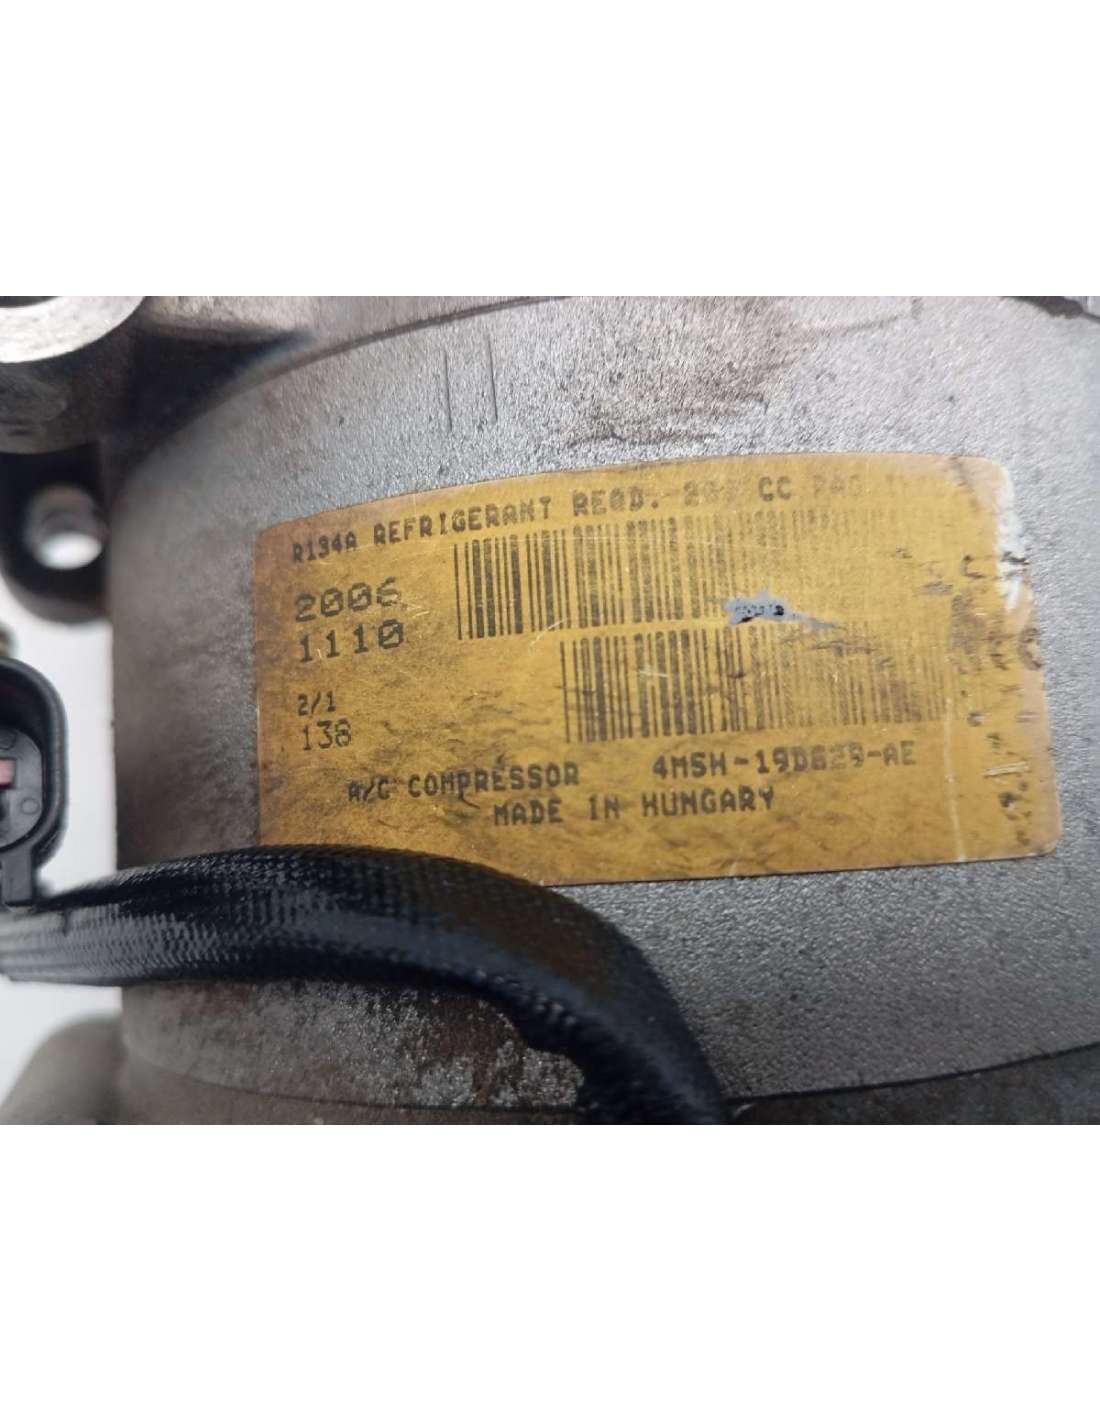 R134A REFRIGERANT REQD. CC PAG
2006
1110
2/1
138
A/C COMPRESSOR 4M5H-19D629-AE
MADE IN HUNGARY